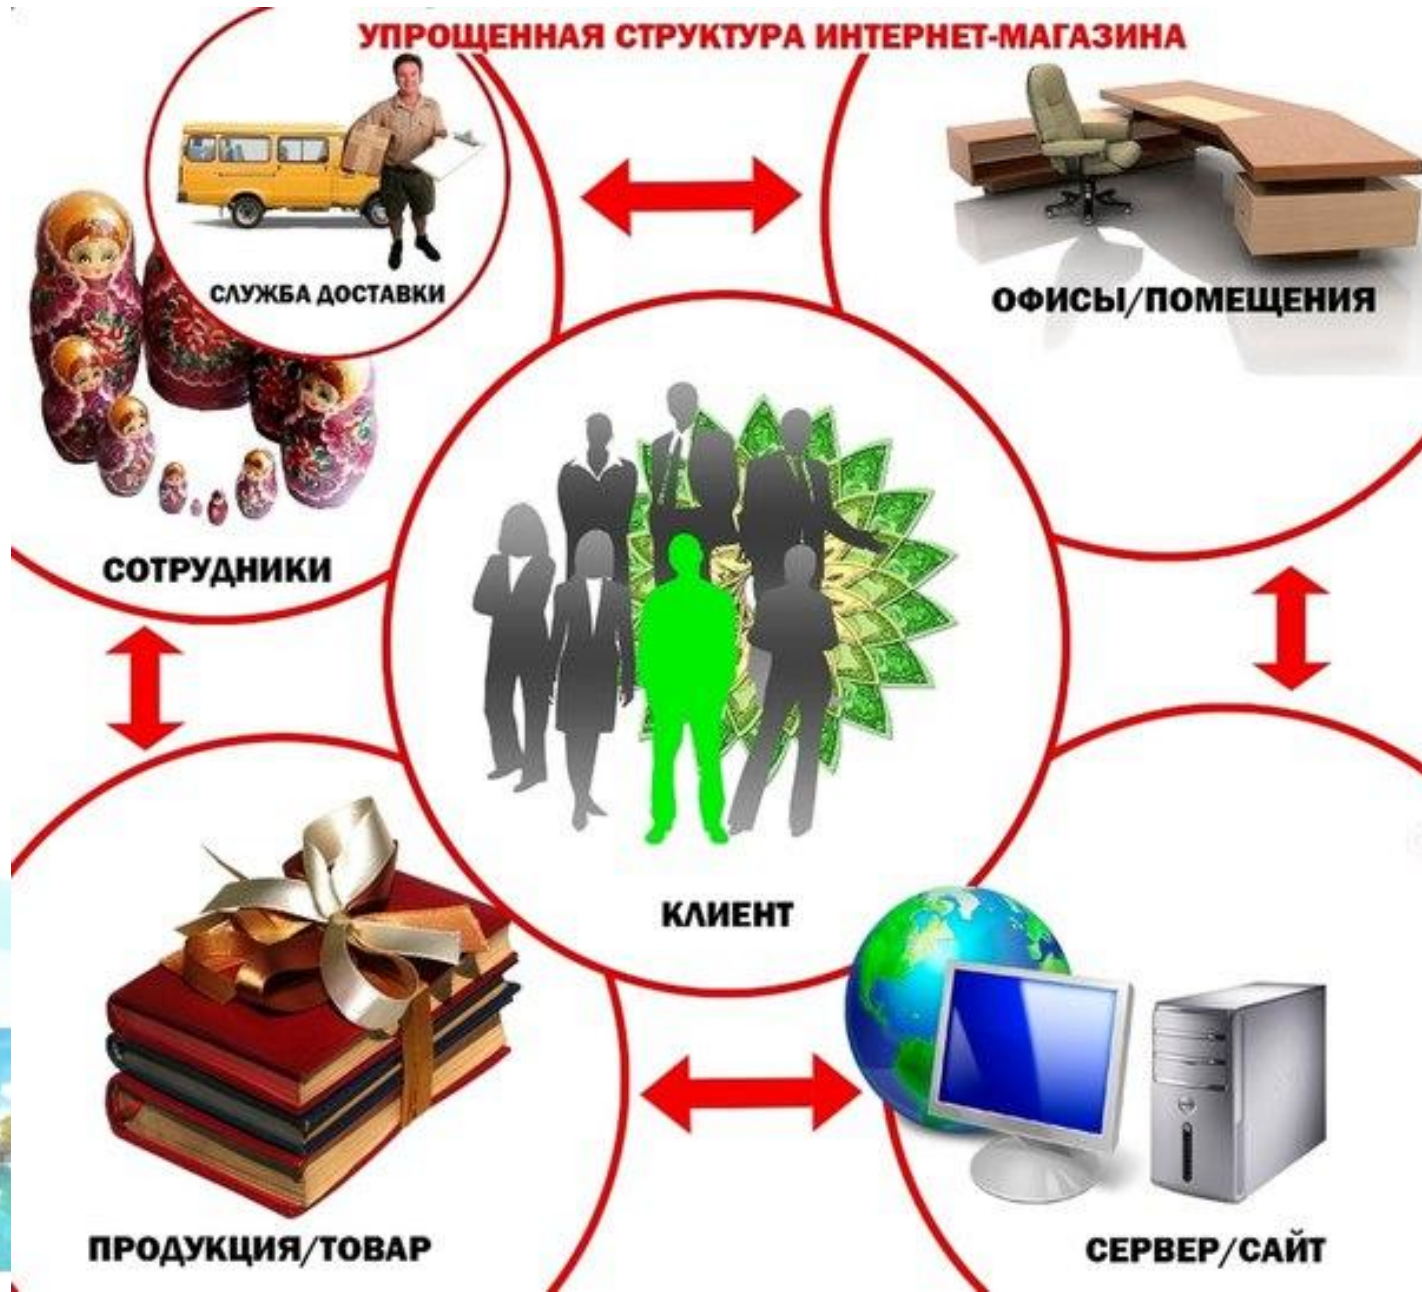 УПРОЩЕННАЯ СТРУКТУРА ИНТЕРНЕТ-МАГАЗИНА
СЛУЖБА ДОСТАВКИ
ОФИСЫ/ПОМЕЩЕНИЯ
СОТРУДНИКИ
КЛИЕНТ
ПРОДУКЦИЯ/ТОВАР
СЕРВЕР/САЙТ